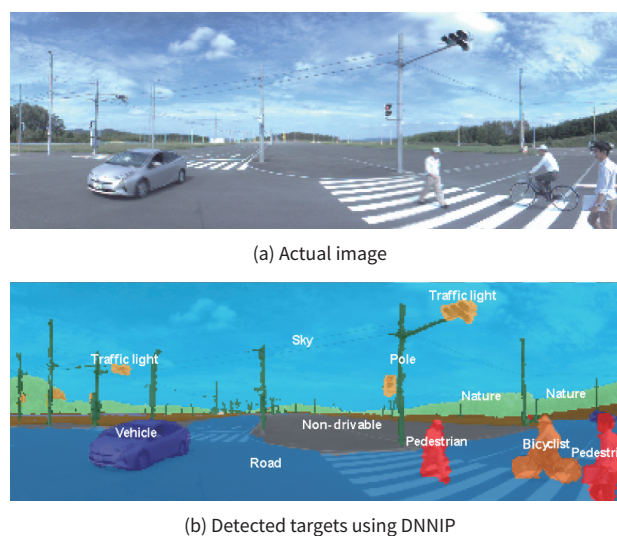 (a) Actual image
Traffic light
Sky
Traffic light
Pole
Nature
Nature
Non-drivable
Vehicle
Pedestrian
Bicyclist
Pedestri
Road
(b) Detected targets using DNNIP